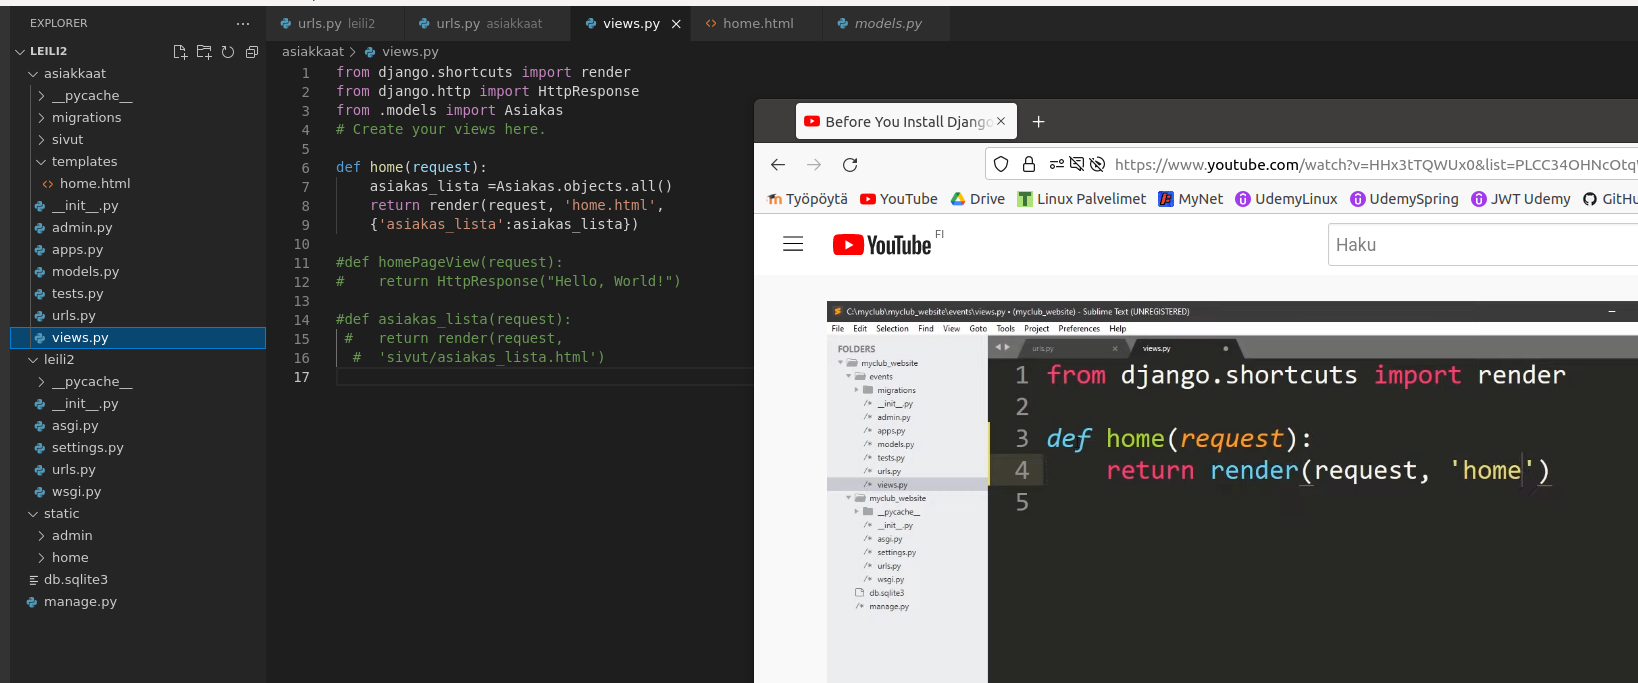 EXPLORER
LEILI2
asiakkaat
__pycache__
migrations
sivut
templates
home.html
__init__.py
admin.py
apps.py
models.py
tests.py
urls.py
views.py
leili2
__pycache__
__init__.py
asgi.py
settings.py
urls.py
wsgi.py
static
admin
home
db.sqlite3
manage.py
urls.py leili2
urls.py asiakkaat
views.py
home.html
models.py
asiakkaat > views.py
1 from django.shortcuts import render
2 from django.http import HttpResponse
3 from .models import Asiakas
4 # Create your views here.
5
6 def home(request):
7 asiakas_lista =Asiakas.objects.all()
8 return render(request, 'home.html',
9 {'asiakas_lista':asiakas_lista})
10
11 #def homePageView(request):
12 # return HttpResponse("Hello, World!")
13
14 #def asiakas_lista(request):
15 # return render(request,
16 # 'sivut/asiakas_lista.html')
17
Before You Install Django
https://www.youtube.com/watch?v=HHx3tTQWUx0&list=PLCC34OHNcOtq
Työpöytä YouTube Drive Linux Palvelimet MyNet UdemyLinux UdemySpring JWT Udemy GitHu
YouTube FI
Haku
C:\myclub\myclub_website\events\views.py • (myclub_website) - Sublime Text (UNREGISTERED)
File Edit Selection Find View Goto Tools Project Preferences Help
FOLDERS
myclub_website
events
migrations
__init__.py
admin.py
apps.py
models.py
tests.py
urls.py
views.py
myclub_website
__pycache__
__init__.py
asgi.py
settings.py
urls.py
wsgi.py
db.sqlite3
manage.py
urls.py
views.py
1 from django.shortcuts import render
2
3 def home(request):
4 return render(request, 'home')
5